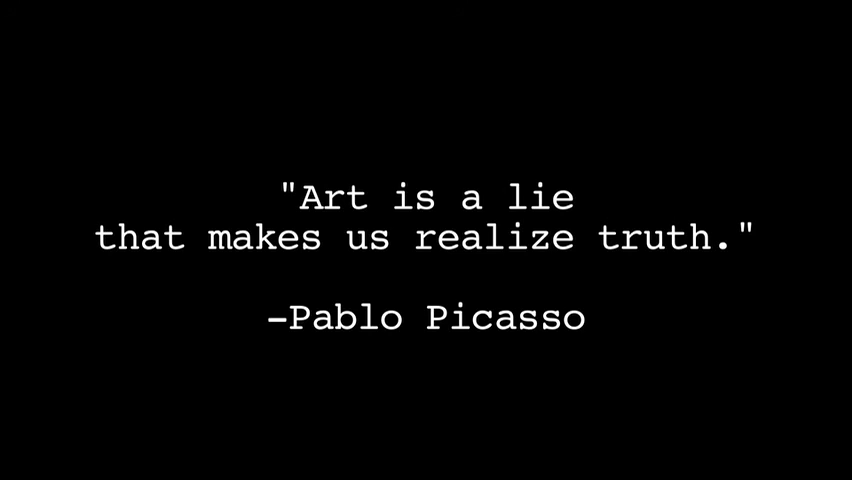 "Art is a lie
that makes us realize truth."
–Pablo Picasso